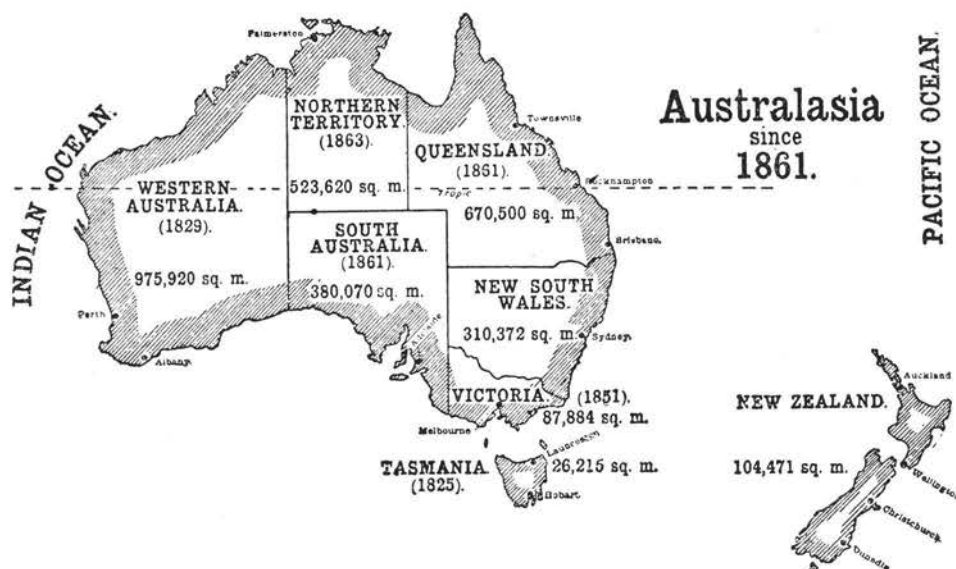 Australasia
since
1861.
INDIAN OCEAN.
PACIFIC OCEAN.
Palmerston
NORTHERN
TERRITORY.
(1863).
523,620 sq. m.
Townsville
QUEENSLAND.
(1861).
Tropic
Rockhampton
670,500 sq. m.
Brisbane.
WESTERN
AUSTRALIA.
(1829).
975,920 sq. m.
Perth
Albany.
SOUTH
AUSTRALIA.
(1861).
380,070 sq. m.
Adelaide
NEW SOUTH
WALES.
310,372 sq. m.
Sydney.
VICTORIA.
(1851).
87,884 sq. m.
Melbourne
TASMANIA.
(1825).
Launceston
26,215 sq. m.
Hobart
NEW ZEALAND.
104,471 sq. m.
Auckland
Wellington
Christchurch.
Dunedin